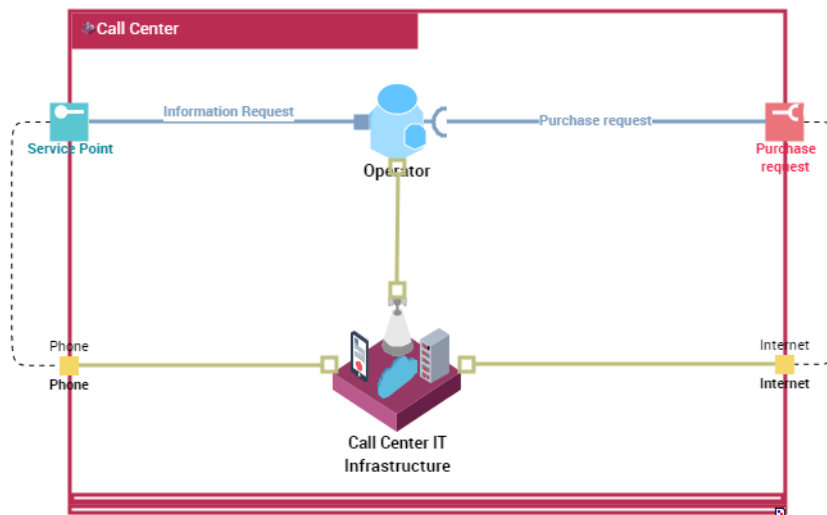 Call Center
Information Request
Purchase request
Service Point
Operator
Purchase
request
Phone
Phone
Internet
Internet
Call Center IT
Infrastructure